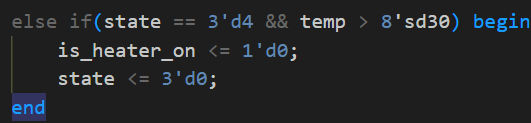 else if(state == 3'd4 && temp > 8'sd30) begin
    is_heater_on <= 1'd0;
    state <= 3'd0;
end